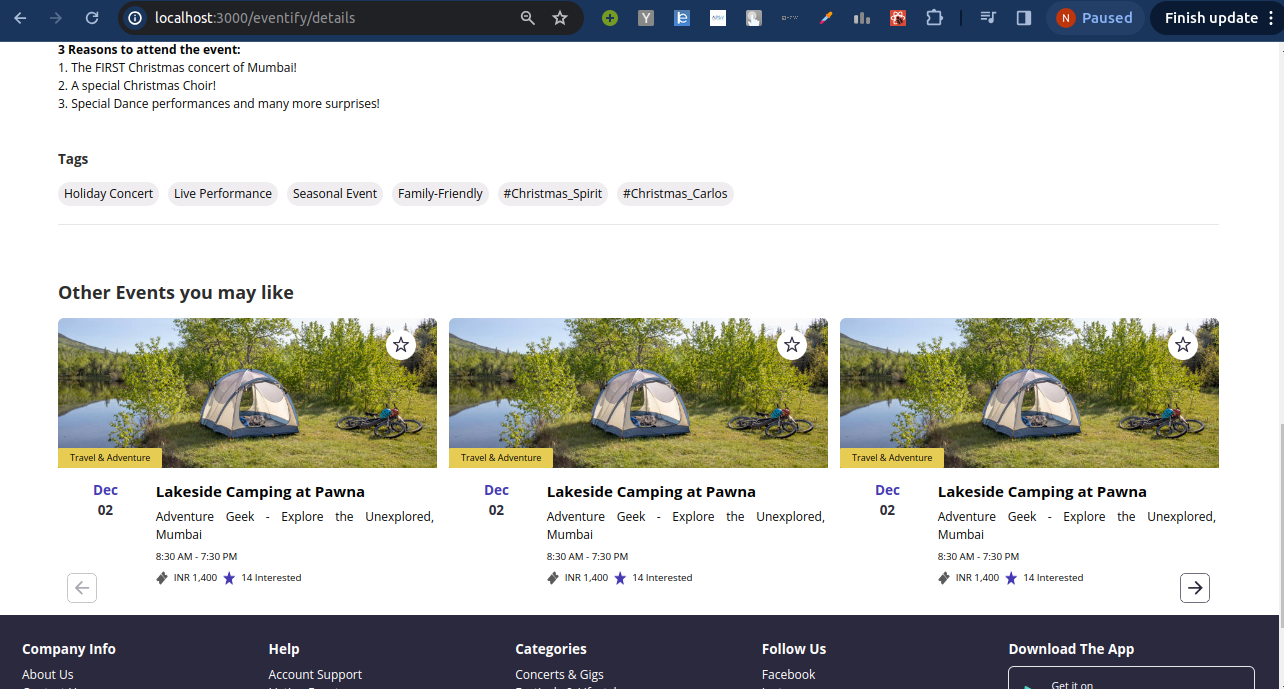 localhost:3000/eventify/details
N Paused
Finish update
3 Reasons to attend the event:
1. The FIRST Christmas concert of Mumbai!
2. A special Christmas Choir!
3. Special Dance performances and many more surprises!
Tags
Holiday Concert Live Performance Seasonal Event Family-Friendly #Christmas_Spirit #Christmas_Carlos
Other Events you may like
Travel & Adventure
Dec
02
Lakeside Camping at Pawna
Adventure Geek - Explore the Unexplored,
Mumbai
8:30 AM - 7:30 PM
INR 1,400 14 Interested
Travel & Adventure
Dec
02
Lakeside Camping at Pawna
Adventure Geek - Explore the Unexplored,
Mumbai
8:30 AM - 7:30 PM
INR 1,400 14 Interested
Travel & Adventure
Dec
02
Lakeside Camping at Pawna
Adventure Geek - Explore the Unexplored,
Mumbai
8:30 AM - 7:30 PM
INR 1,400 14 Interested
Company Info
About Us
Help
Account Support
Categories
Concerts & Gigs
Follow Us
Facebook
Download The App
Get it on